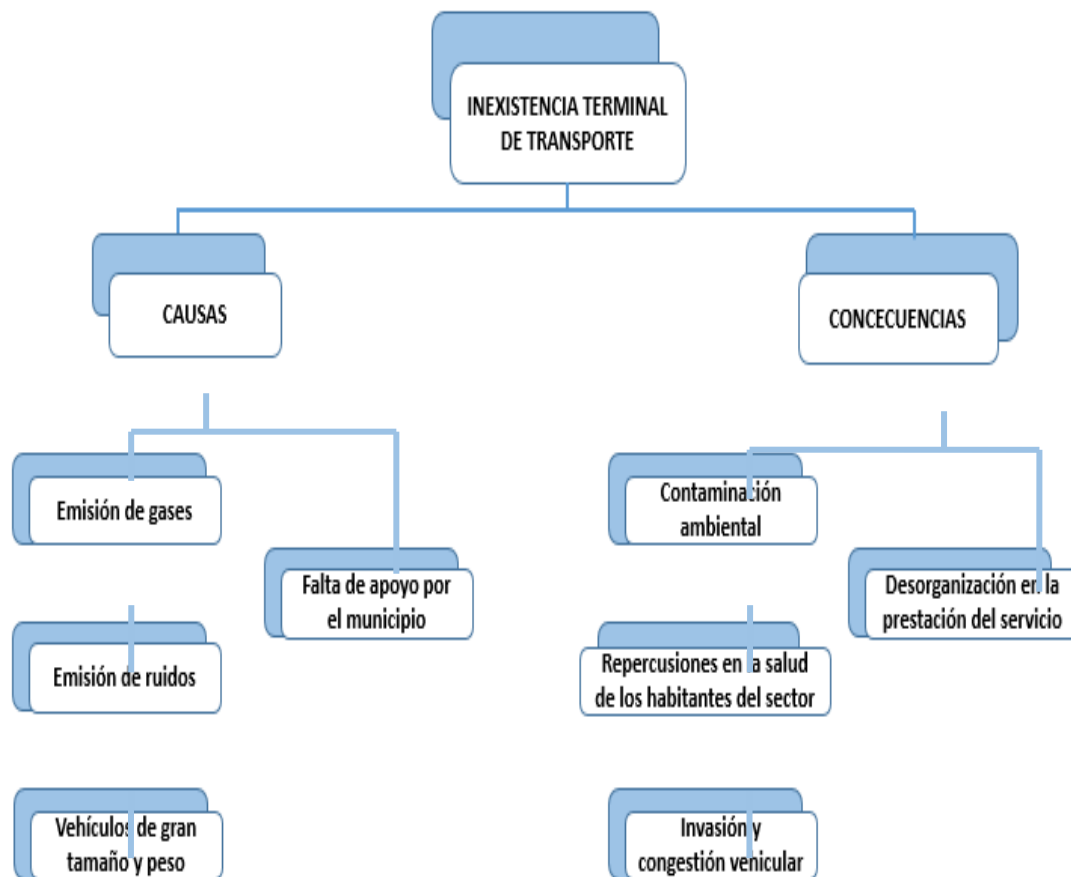 INEXISTENCIA TERMINAL
DE TRANSPORTE
CAUSAS
CONCECUENCIAS
Emisión de gases
Falta de apoyo por
el municipio
Emisión de ruidos
Vehículos de gran
tamaño y peso
Contaminación
ambiental
Desorganización en la
prestación del servicio
Repercusiones en la salud
de los habitantes del sector
Invasión y
congestión vehicular